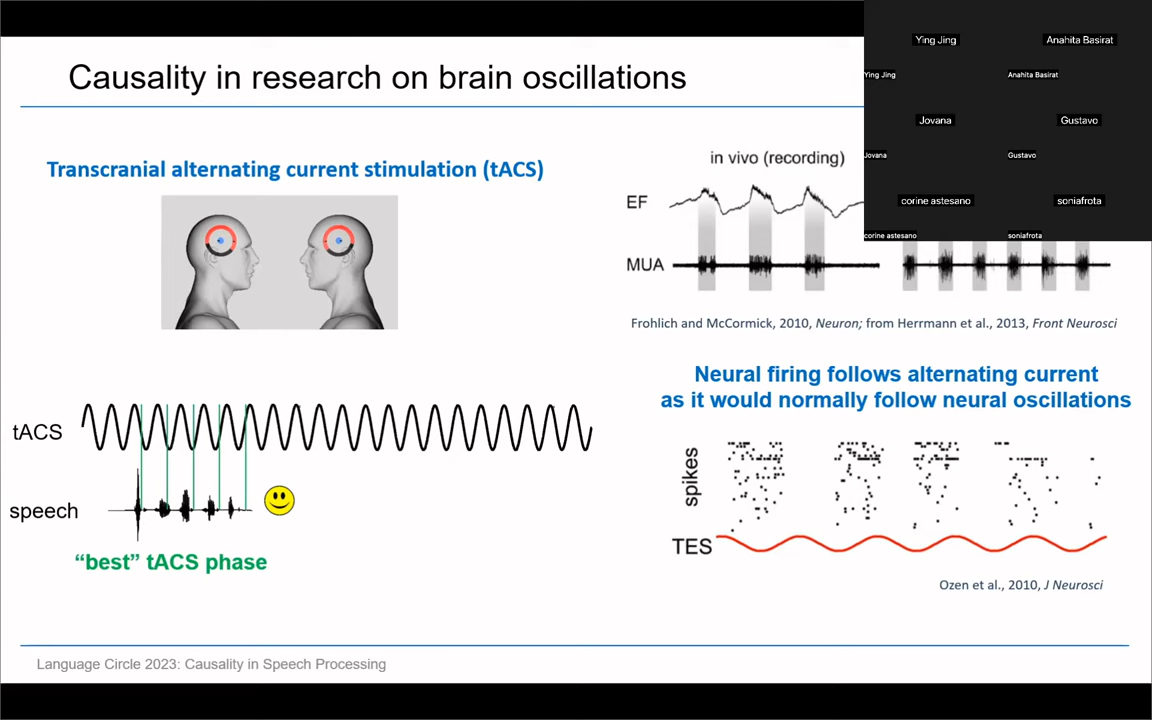 Causality in research on brain oscillations
Ying Jing
Anahita Basirat
Ying Jing
Anahita Basirat
Jovana
Gustavo
Jovana
Gustavo
corine astesano
soniafrota
corine astesano
soniafrota
Transcranial alternating current stimulation (tACS)
in vivo (recording)
EF
MUA
Frohlich and McCormick, 2010, Neuron; from Herrmann et al., 2013, Front Neurosci
Neural firing follows alternating current
as it would normally follow neural oscillations
tACS
speech
“best” tACS phase
spikes
TES
Ozen et al., 2010, J Neurosci
Language Circle 2023: Causality in Speech Processing